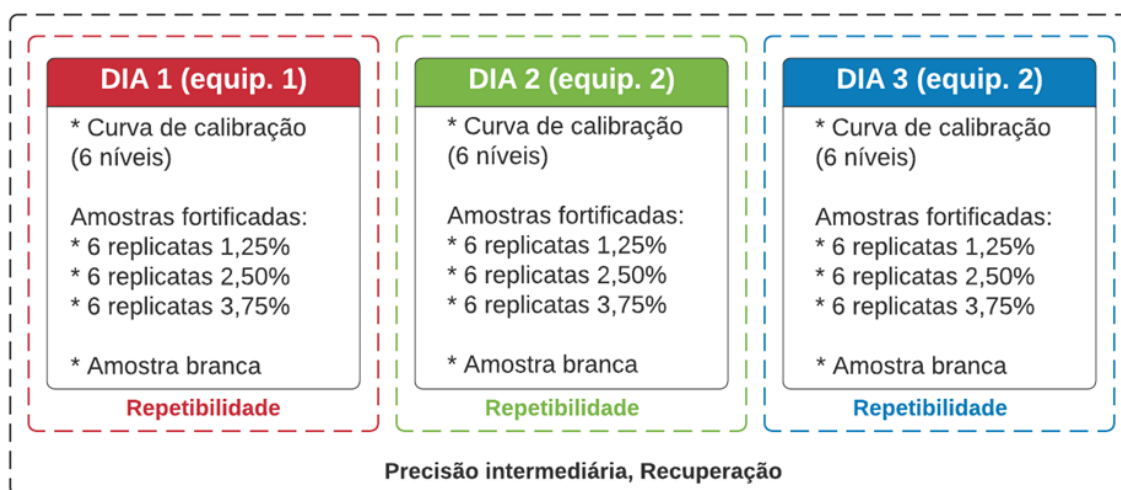 DIA 1 (equip. 1)
* Curva de calibração
(6 níveis)
Amostras fortificadas:
* 6 replicatas 1,25%
* 6 replicatas 2,50%
* 6 replicatas 3,75%
* Amostra branca
Repetibilidade
DIA 2 (equip. 2)
* Curva de calibração
(6 níveis)
Amostras fortificadas:
* 6 replicatas 1,25%
* 6 replicatas 2,50%
* 6 replicatas 3,75%
* Amostra branca
Repetibilidade
DIA 3 (equip. 2)
* Curva de calibração
(6 níveis)
Amostras fortificadas:
* 6 replicatas 1,25%
* 6 replicatas 2,50%
* 6 replicatas 3,75%
* Amostra branca
Repetibilidade
Precisão intermediária, Recuperação